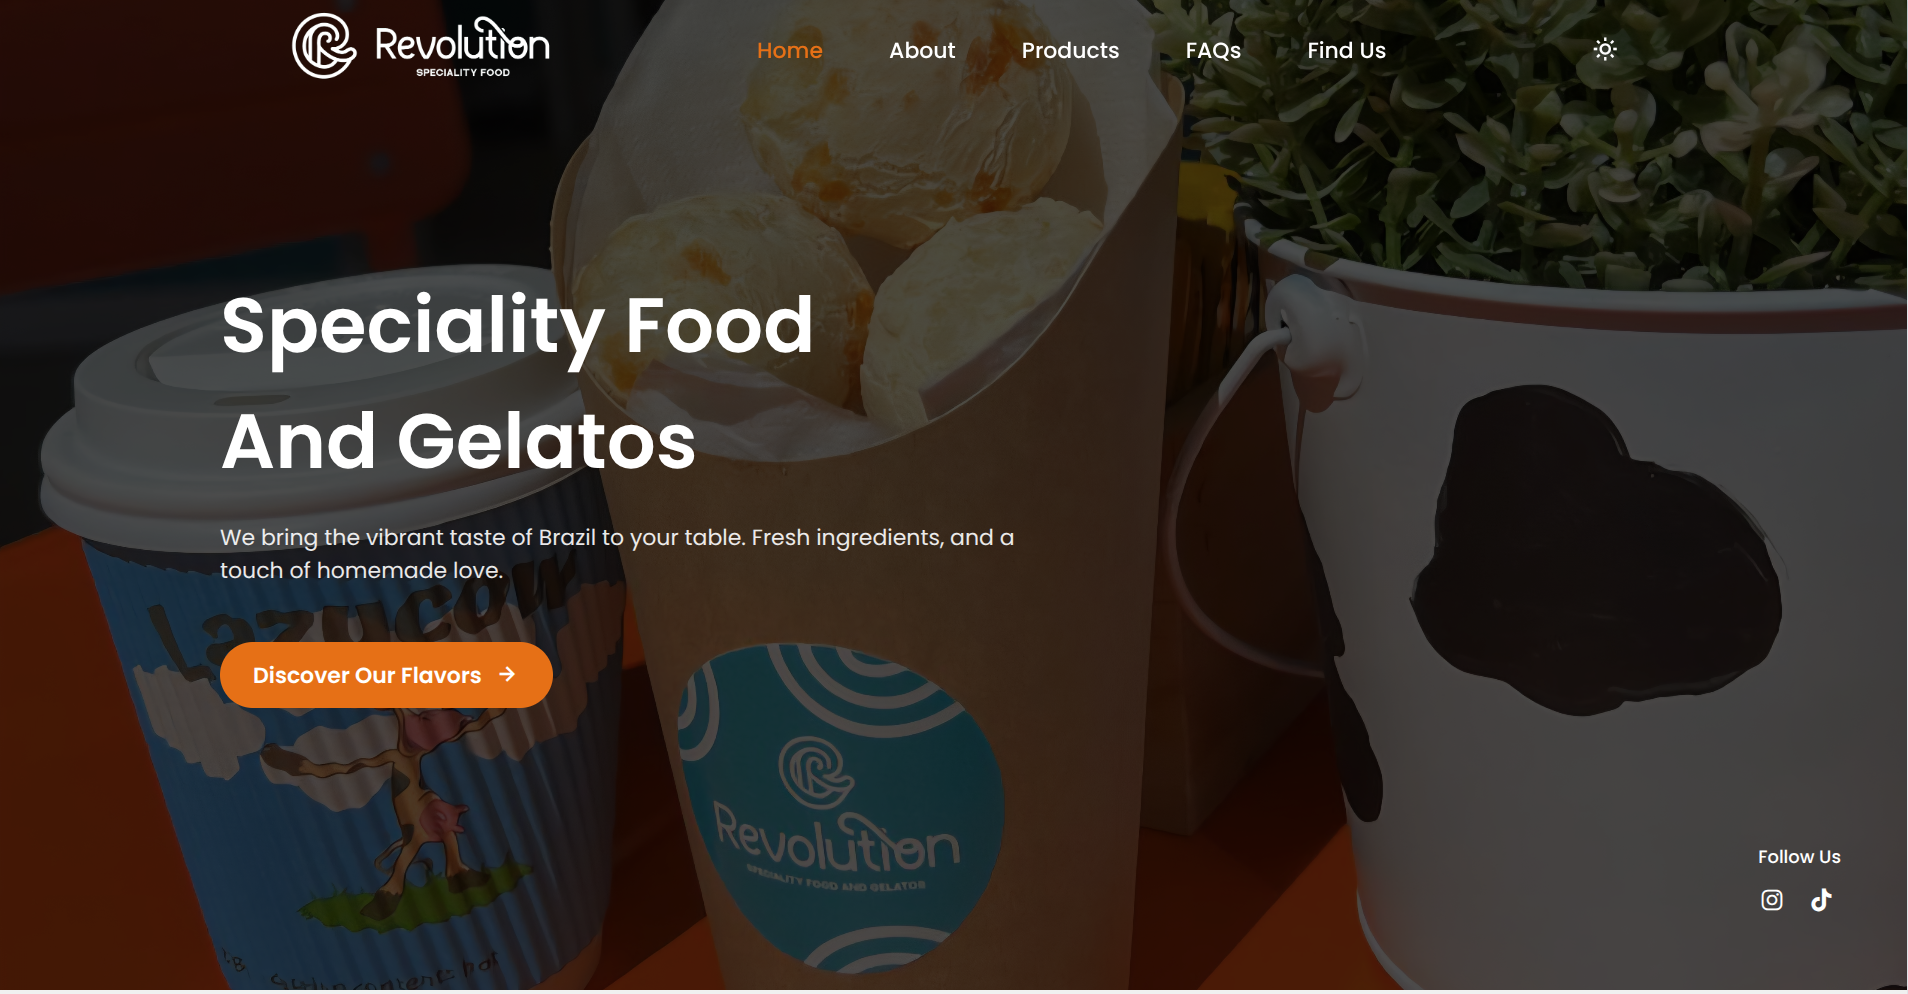 Revolution
SPECIALITY FOOD
Home
About
Products
FAQs
Find Us
Speciality Food
And Gelatos
We bring the vibrant taste of Brazil to your table. Fresh ingredients, and a
touch of homemade love.
Lazucow
Discover Our Flavors
Revolution
SPECIALITY FOOD AND GELATOS
Follow Us